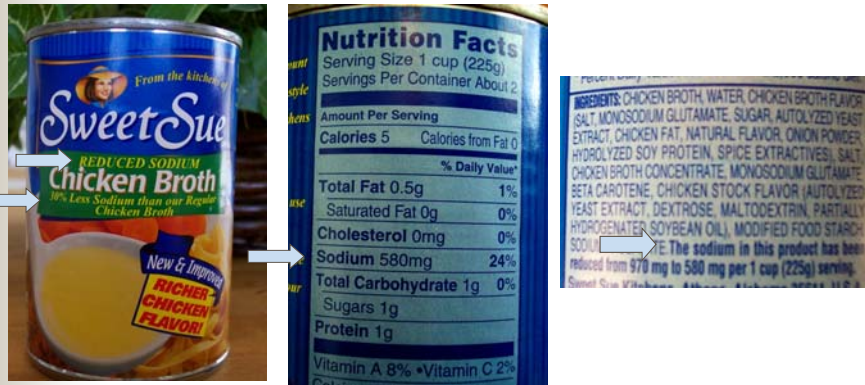 From the kitchens of
Sweet Sue
REDUCED SODIUM
Chicken Broth
30% Less Sodium than our Regular
Chicken Broth
New & Improved
RICHER
CHICKEN
FLAVOR!
Nutrition Facts
Serving Size 1 cup (225g)
Servings Per Container About 2
Amount Per Serving
Calories 5 Calories from Fat 0
% Daily Value*
Total Fat 0.5g 1%
Saturated Fat 0g 0%
Cholesterol 0mg 0%
Sodium 580mg 24%
Total Carbohydrate 1g 0%
Sugars 1g
Protein 1g
Vitamin A 8% • Vitamin C 2%
style
use
INGREDIENTS: CHICKEN BROTH, WATER, CHICKEN BROTH FLAVOR
(SALT, MONOSODIUM GLUTAMATE, SUGAR, AUTOLYZED YEAST
EXTRACT, CHICKEN FAT, NATURAL FLAVOR, ONION POWDER,
HYDROLYZED SOY PROTEIN, SPICE EXTRACTIVES), SALT,
CHICKEN BROTH CONCENTRATE, MONOSODIUM GLUTAMATE,
BETA CAROTENE, CHICKEN STOCK FLAVOR (AUTOLYZED
YEAST EXTRACT, DEXTROSE, MALTODEXTRIN, PARTIALLY
HYDROGENATED SOYBEAN OIL), MODIFIED FOOD STARCH
The sodium in this product has been
reduced from 970 mg to 580 mg per 1 cup (225g) serving.